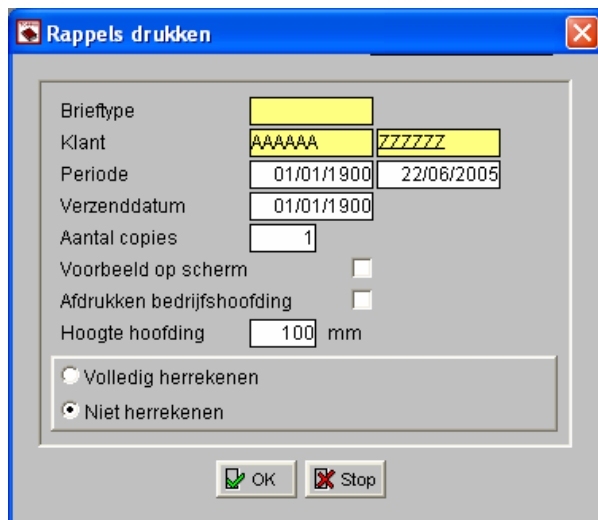 Rappels drukken
Brieftype
Klant AAAAAA ZZZZZZ
Periode 01/01/1900 22/06/2005
Verzenddatum 01/01/1900
Aantal copies 1
Voorbeeld op scherm
Afdrukken bedrijfshoofding
Hoogte hoofding 100 mm
Volledig herrekenen
Niet herrekenen
OK Stop